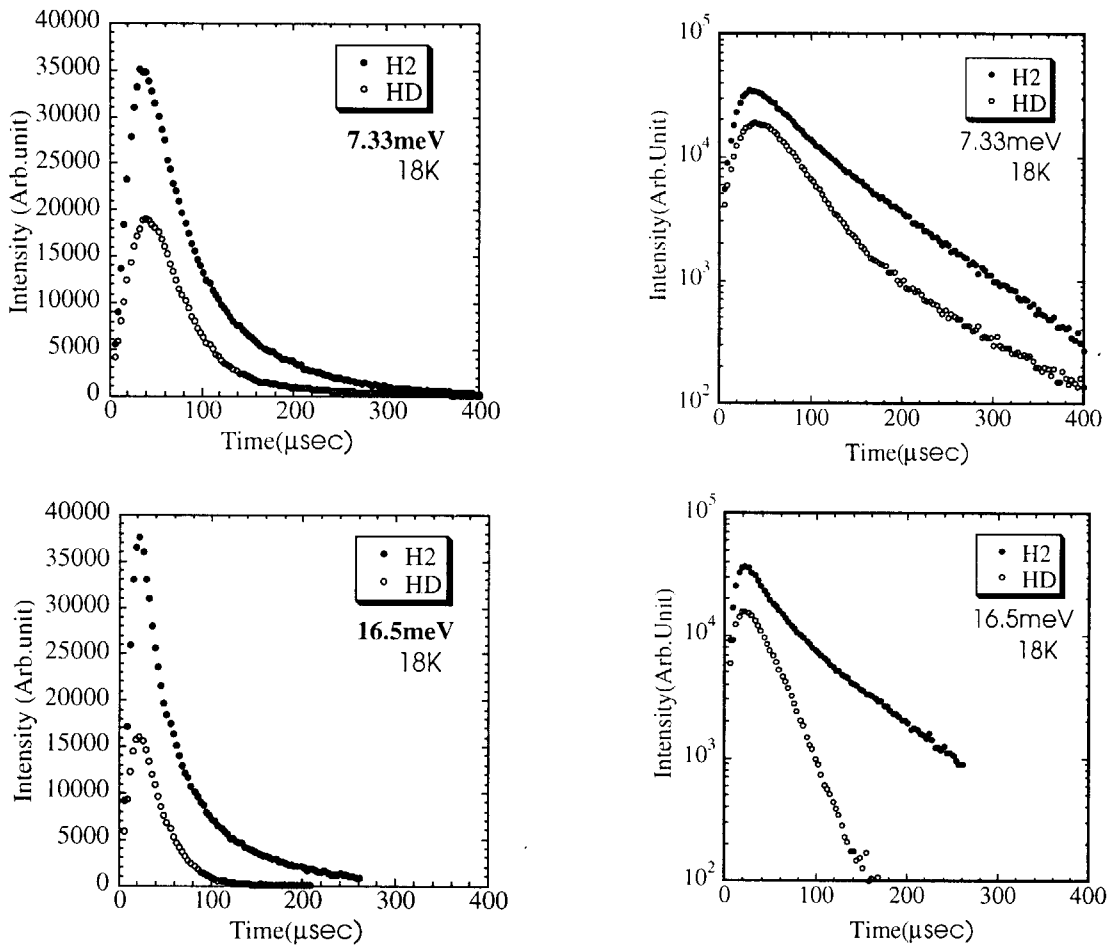 40000
35000
30000
25000
20000
15000
10000
5000
0
Intensity (Arb.unit)
H2
HD
7.33meV
18K
0 100 200 300 400
Time(μsec)
10^5
10^4
10^3
10^2
Intensity(Arb.Unit)
H2
HD
7.33meV
18K
0 100 200 300 400
Time(μsec)
40000
35000
30000
25000
20000
15000
10000
5000
0
Intensity (Arb.unit)
H2
HD
16.5meV
18K
0 100 200 300 400
Time(μsec)
10^5
10^4
10^3
10^2
Intensity(Arb.Unit)
H2
HD
16.5meV
18K
0 100 200 300 400
Time(μsec)